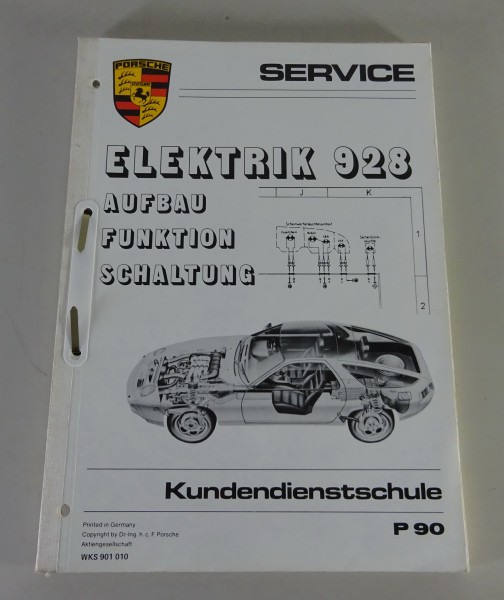 PORSCHE
SERVICE
ELEKTRIK 928
AUFBAU
FUNKTION
SCHALTUNG
J K
1
2
Kundendienstschule
P 90
Printed in Germany
Copyright by Dr.-Ing. h. c. F. Porsche
Aktiengesellschaft
WKS 901 010